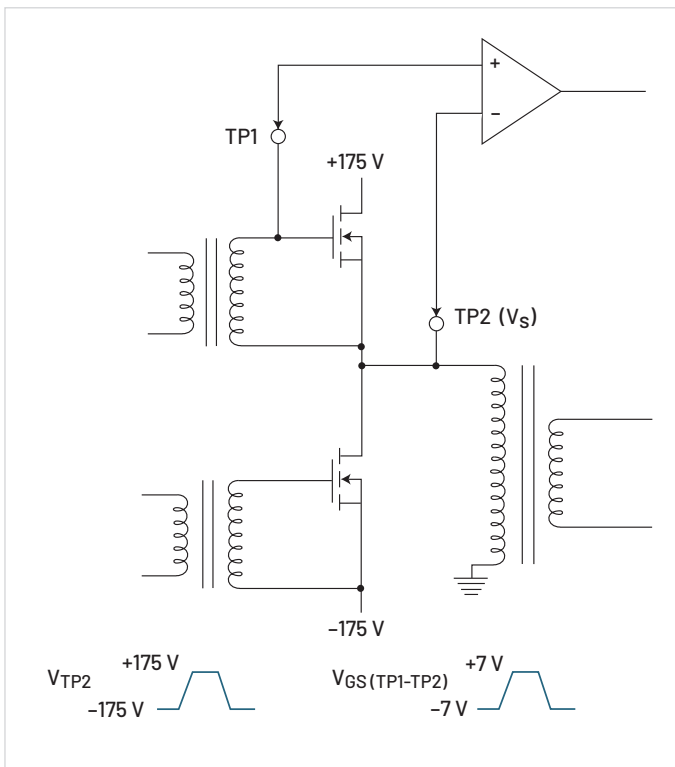 +
–
TP1
+175 V
TP2 (VS)
–175 V
VTP2
+175 V
–175 V
VGS (TP1-TP2)
+7 V
–7 V